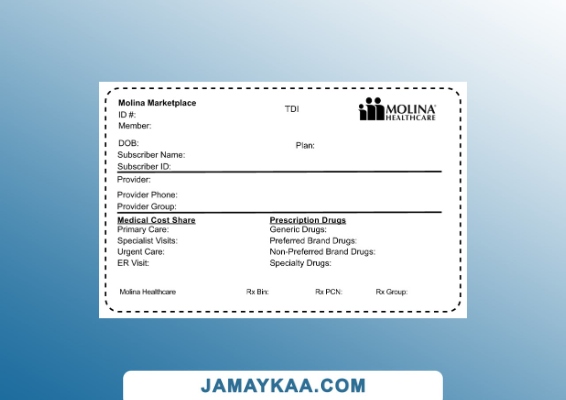 Molina Marketplace
TDI
MOLINA
HEALTHCARE
ID #:
Member:
DOB:
Plan:
Subscriber Name:
Subscriber ID:
Provider:
Provider Phone:
Provider Group:
Medical Cost Share
Primary Care:
Specialist Visits:
Urgent Care:
ER Visit:
Prescription Drugs
Generic Drugs:
Preferred Brand Drugs:
Non-Preferred Brand Drugs:
Specialty Drugs:
Molina Healthcare Rx Bin: Rx PCN: Rx Group:
JAMAYKAA.COM